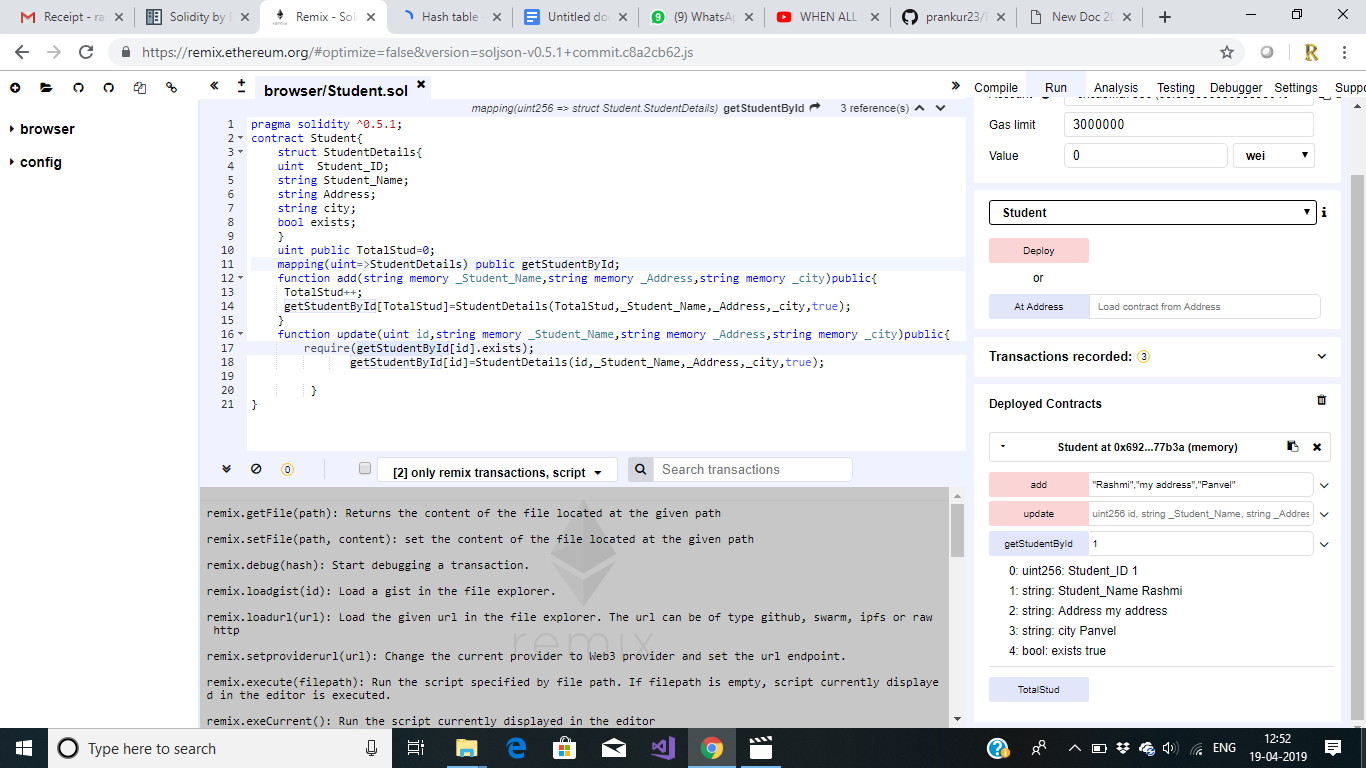 Receipt - ra
Solidity by E
Remix - Soli
Hash table
Untitled doc
(9) WhatsAp
WHEN ALL
prankur23/
New Doc 20
https://remix.ethereum.org/#optimize=false&version=soljson-v0.5.1+commit.c8a2cb62.js
browser/Student.sol
Compile Run Analysis Testing Debugger Settings Suppo
mapping(uint256 => struct Student.StudentDetails) getStudentById 3 reference(s)
browser
config
1 pragma solidity ^0.5.1;
2 contract Student{
3 struct StudentDetails{
4 uint  Student_ID;
5 string Student_Name;
6 string Address;
7 string city;
8 bool exists;
9 }
10 uint public TotalStud=0;
11 mapping(uint=>StudentDetails) public getStudentById;
12 function add(string memory _Student_Name,string memory _Address,string memory _city)public{
13 TotalStud++;
14 getStudentById[TotalStud]=StudentDetails(TotalStud,_Student_Name,_Address,_city,true);
15 }
16 function update(uint id,string memory _Student_Name,string memory _Address,string memory _city)public{
17 require(getStudentById[id].exists);
18 getStudentById[id]=StudentDetails(id,_Student_Name,_Address,_city,true);
19
20 }
21 }
0
[2] only remix transactions, script
Search transactions
remix.getFile(path): Returns the content of the file located at the given path
remix.setFile(path, content): set the content of the file located at the given path
remix.debug(hash): Start debugging a transaction.
remix.loadgist(id): Load a gist in the file explorer.
remix.loadurl(url): Load the given url in the file explorer. The url can be of type github, swarm, ipfs or raw
http
remix
remix.setproviderurl(url): Change the current provider to Web3 provider and set the url endpoint.
remix.execute(filepath): Run the script specified by file path. If filepath is empty, script currently displaye
d in the editor is executed.
remix.exeCurrent(): Run the script currently displayed in the editor
Gas limit 3000000
Value 0 wei
Student
Deploy
or
At Address Load contract from Address
Transactions recorded: 3
Deployed Contracts
Student at 0x692...77b3a (memory)
add "Rashmi","my address","Panvel"
update uint256 id, string _Student_Name, string _Addres
getStudentById 1
0: uint256: Student_ID 1
1: string: Student_Name Rashmi
2: string: Address my address
3: string: city Panvel
4: bool: exists true
TotalStud
Type here to search
ENG
12:52
19-04-2019